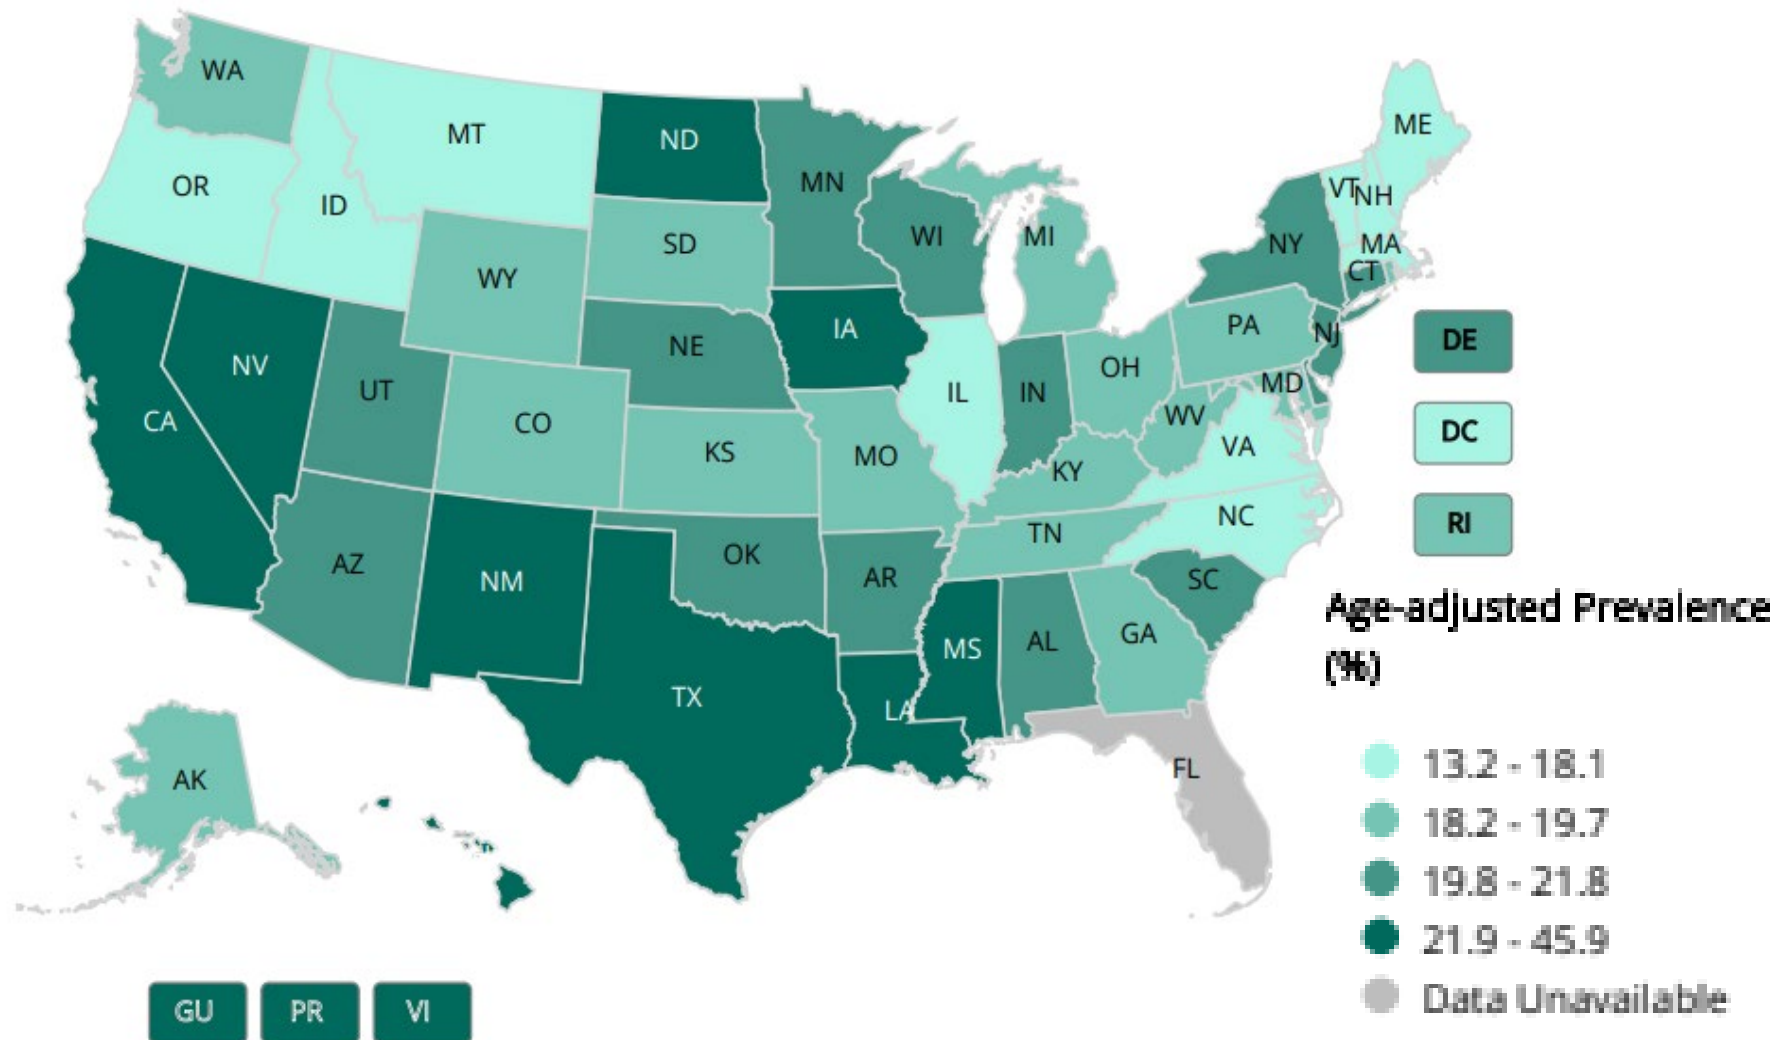 WA
MT
ND
MN
ME
OR
ID
VT
NH
WI
MI
SD
NY
MA
CT
WY
IA
NE
PA
NJ
DE
NV
UT
OH
MD
IL
IN
CA
CO
KS
MO
WV
VA
DC
KY
NC
TN
RI
AZ
NM
OK
AR
SC
Age-adjusted Prevalence
(%)
MS
AL
GA
TX
LA
FL
AK
13.2 - 18.1
18.2 - 19.7
19.8 - 21.8
21.9 - 45.9
Data Unavailable
GU
PR
VI